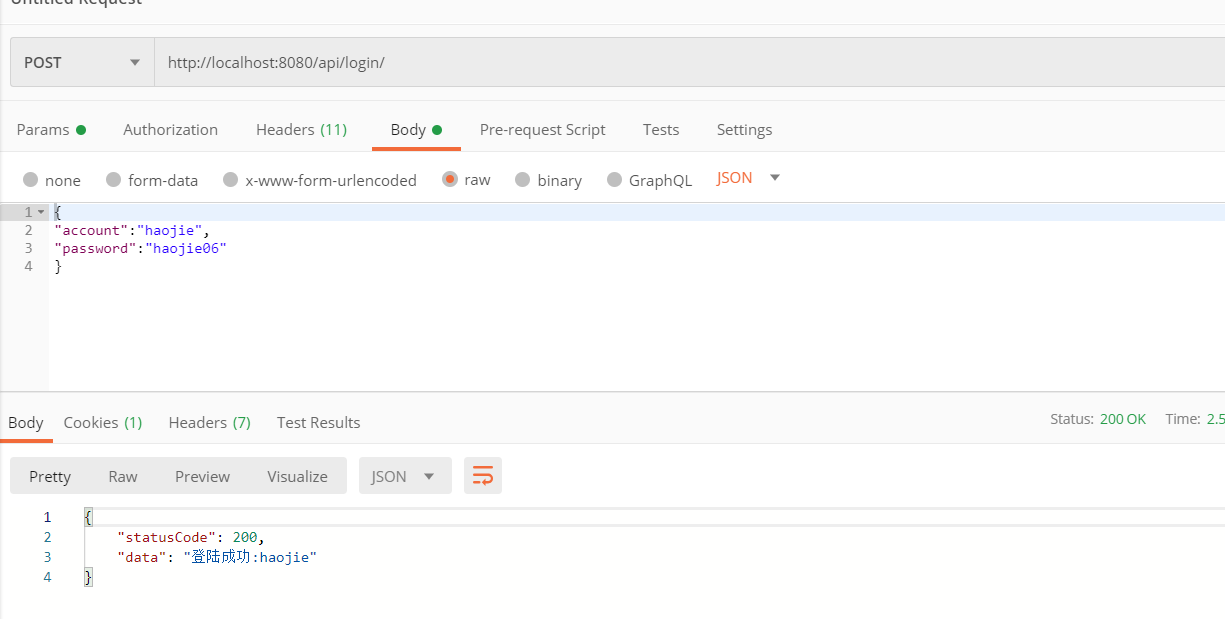 Untitled Request
POST http://localhost:8080/api/login/
Params Authorization Headers (11) Body Pre-request Script Tests Settings
none form-data x-www-form-urlencoded raw binary GraphQL JSON
1 {
2 "account":"haojie",
3 "password":"haojie06"
4 }
Body Cookies (1) Headers (7) Test Results Status: 200 OK Time: 2.5
Pretty Raw Preview Visualize JSON
1 {
2 "statusCode": 200,
3 "data": "登陆成功:haojie"
4 }